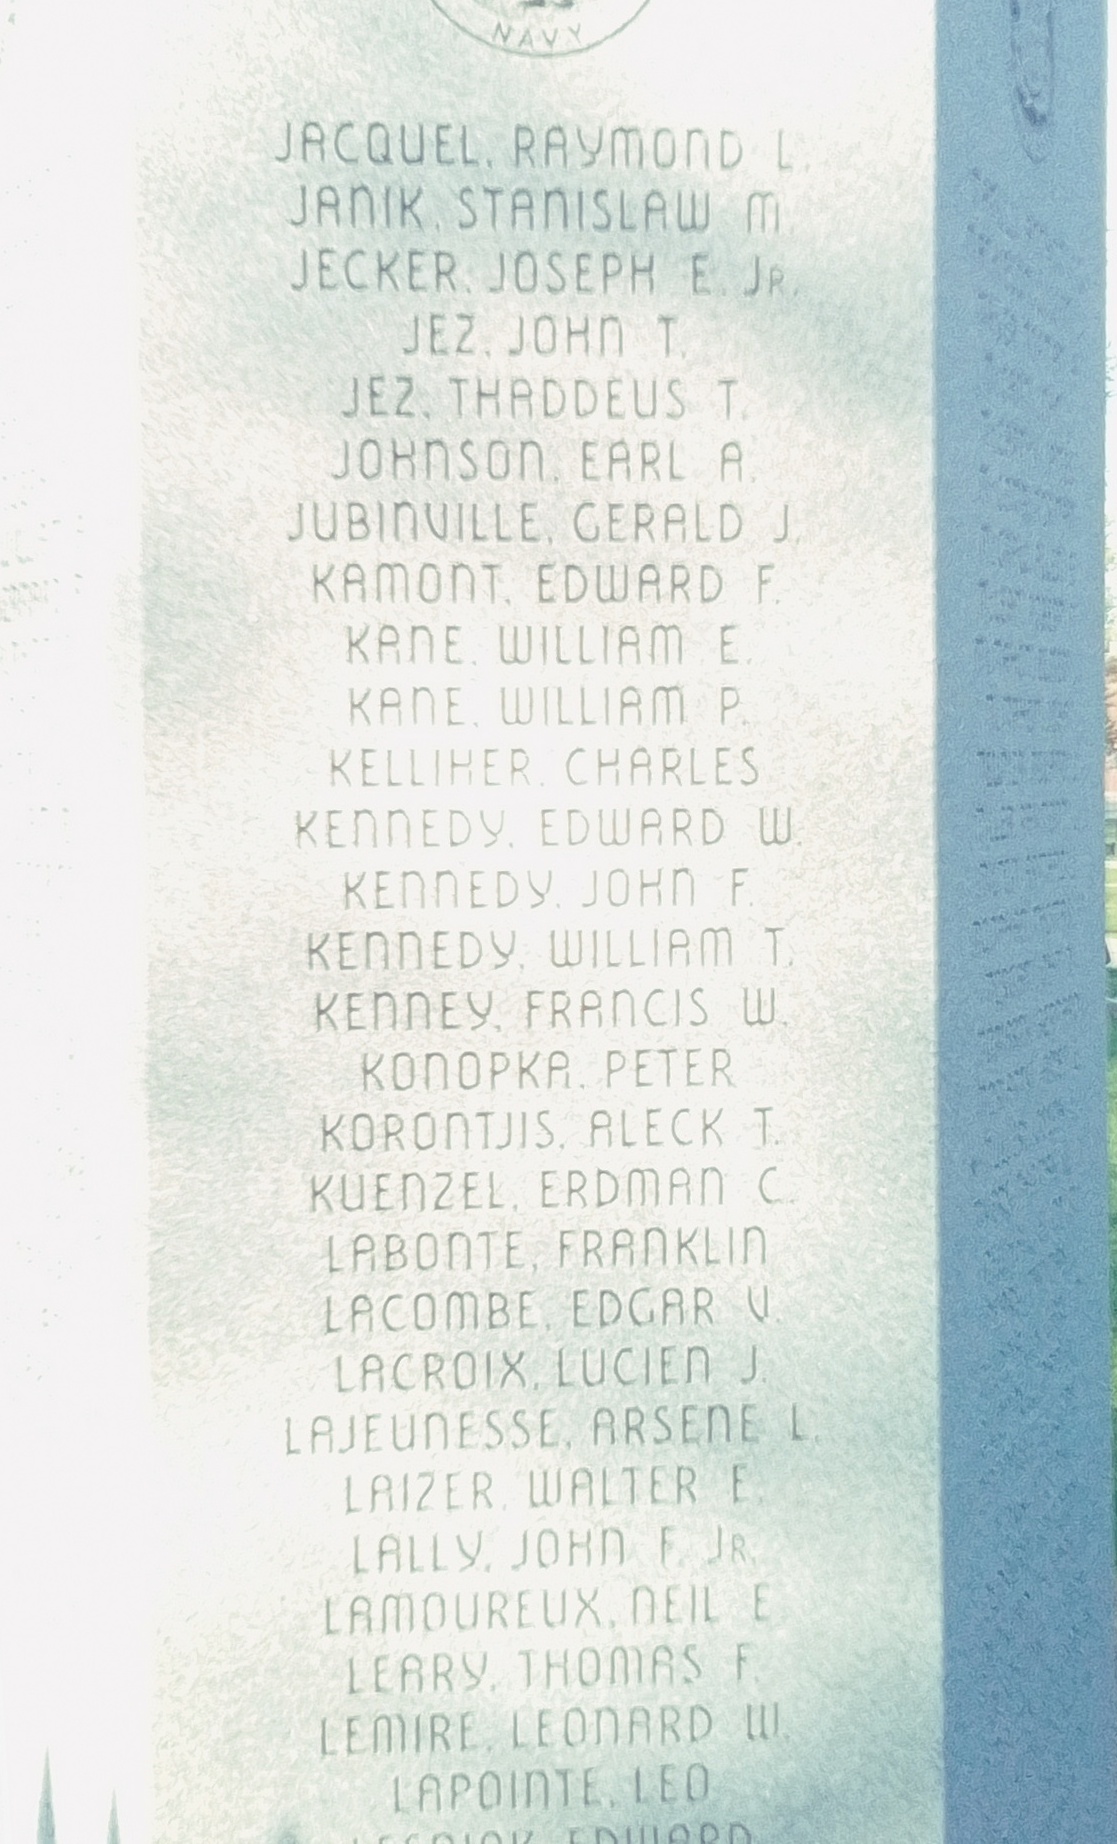 NAVY
JACQUEL, RAYMOND L.
JANIK, STANISLAW M.
JECKER, JOSEPH E. JR.
JEZ, JOHN T.
JEZ, THADDEUS T.
JOHNSON, EARL A.
JUBINVILLE, GERALD J.
KAMONT, EDWARD F.
KANE, WILLIAM E.
KANE, WILLIAM P.
KELLIHER, CHARLES
KENNEDY, EDWARD W.
KENNEDY, JOHN F.
KENNEDY, WILLIAM T.
KENNEY, FRANCIS W.
KONOPKA, PETER
KORONTJIS, ALECK T.
KUENZEL, ERDMAN C.
LABONTE, FRANKLIN
LACOMBE, EDGAR V.
LACROIX, LUCIEN J.
LAJEUNESSE, ARSENE L.
LAIZER, WALTER E.
LALLY, JOHN F. JR.
LAMOUREUX, NEIL E
LEARY, THOMAS F.
LEMIRE, LEONARD W.
LAPOINTE, LEO
EDWARD